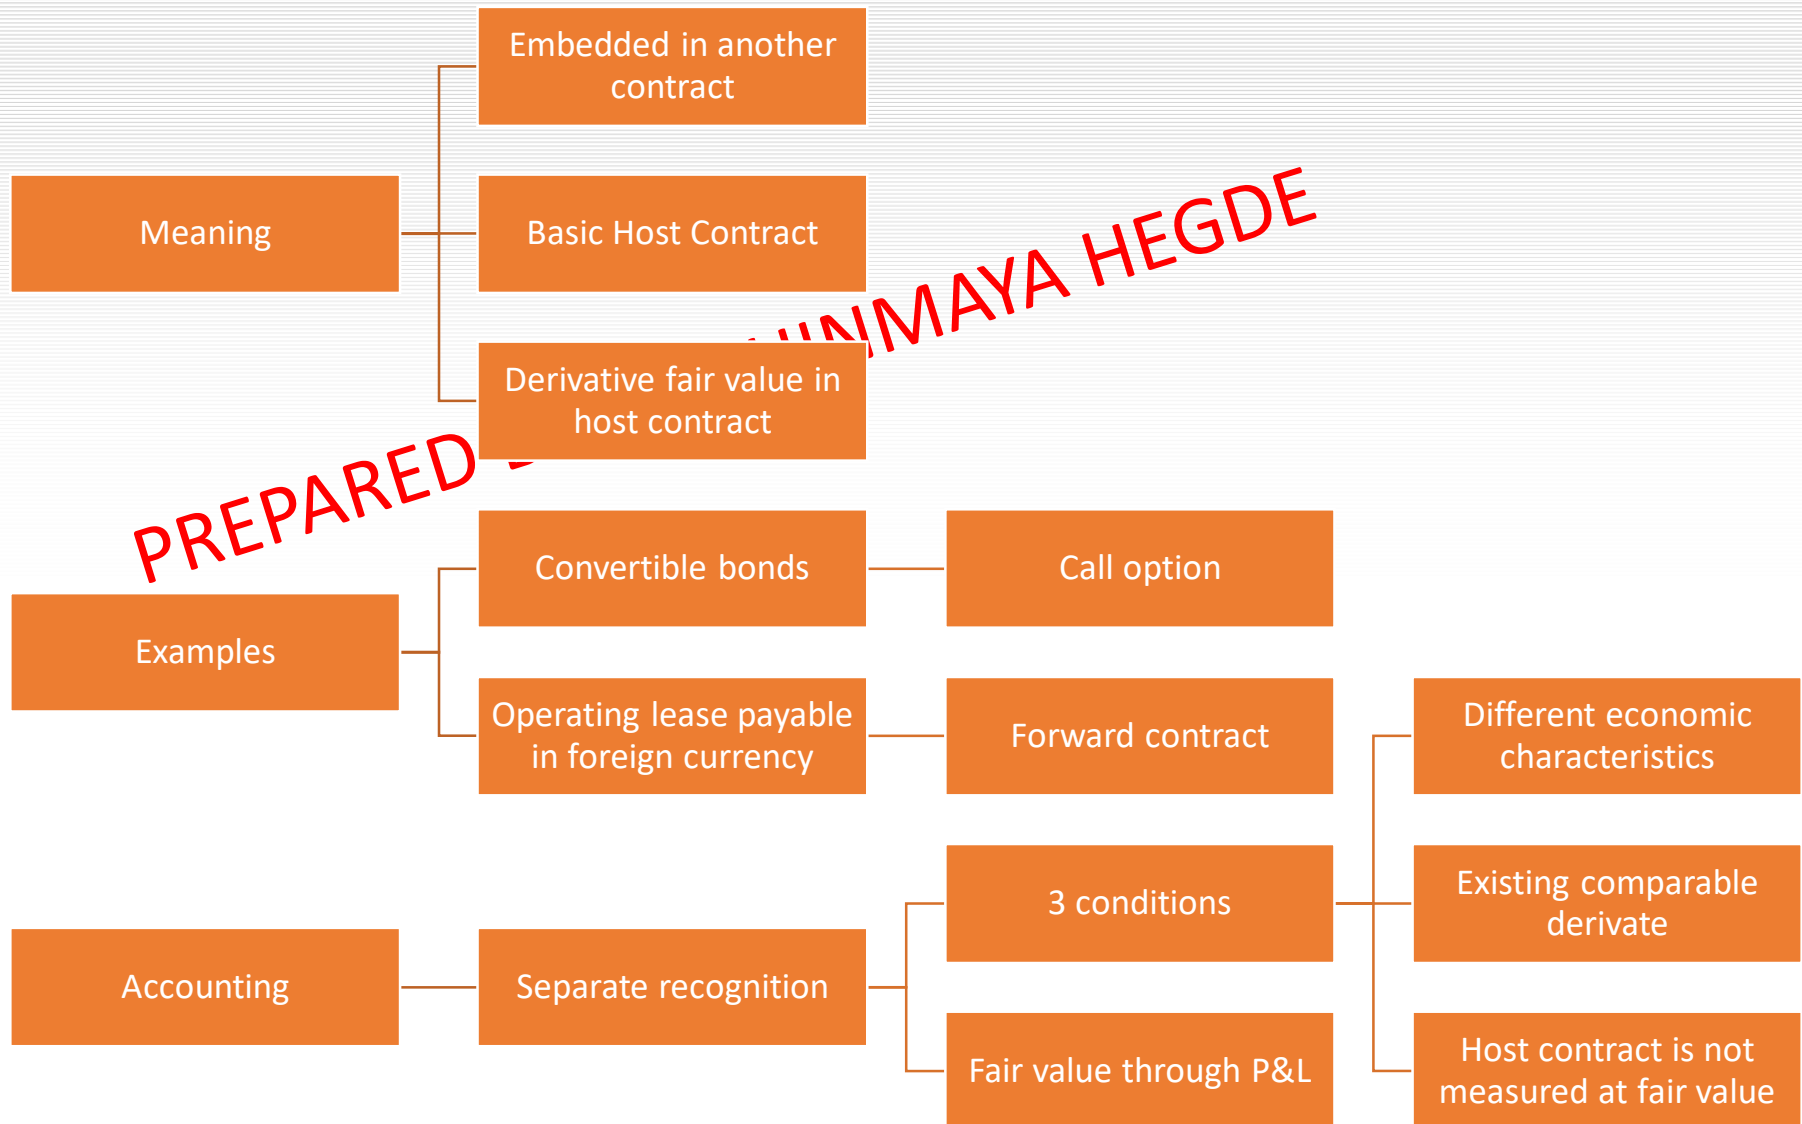 Embedded in another
contract
Meaning
Basic Host Contract
Derivative fair value in
host contract
PREPARED
HEGDE
Convertible bonds
Call option
Examples
Operating lease payable
in foreign currency
Forward contract
Different economic
characteristics
3 conditions
Existing comparable
derivate
Accounting
Separate recognition
Fair value through P&L
Host contract is not
measured at fair value